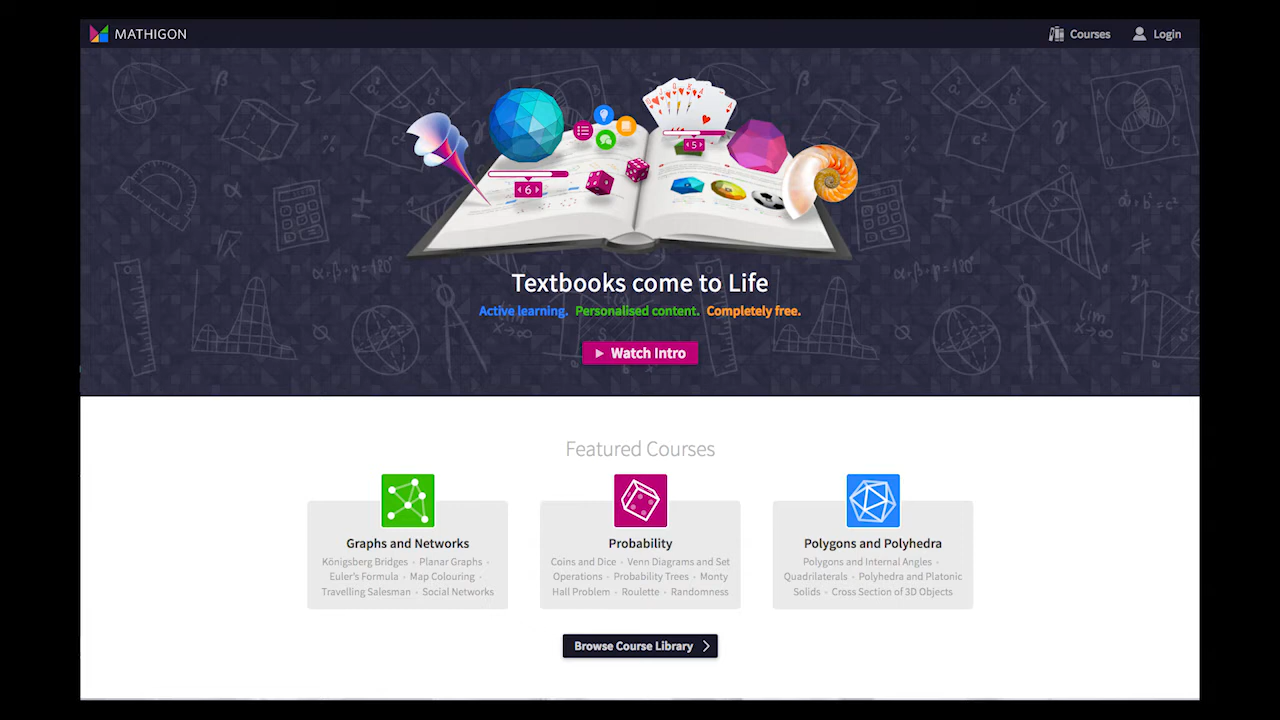 MATHIGON
Courses
Login
6
5
Textbooks come to Life
Active learning. Personalised content. Completely free.
Watch Intro
Featured Courses
Graphs and Networks
Königsberg Bridges · Planar Graphs ·
Euler's Formula · Map Colouring ·
Travelling Salesman · Social Networks
Probability
Coins and Dice · Venn Diagrams and Set
Operations · Probability Trees · Monty
Hall Problem · Roulette · Randomness
Polygons and Polyhedra
Polygons and Internal Angles ·
Quadrilaterals · Polyhedra and Platonic
Solids · Cross Section of 3D Objects
Browse Course Library